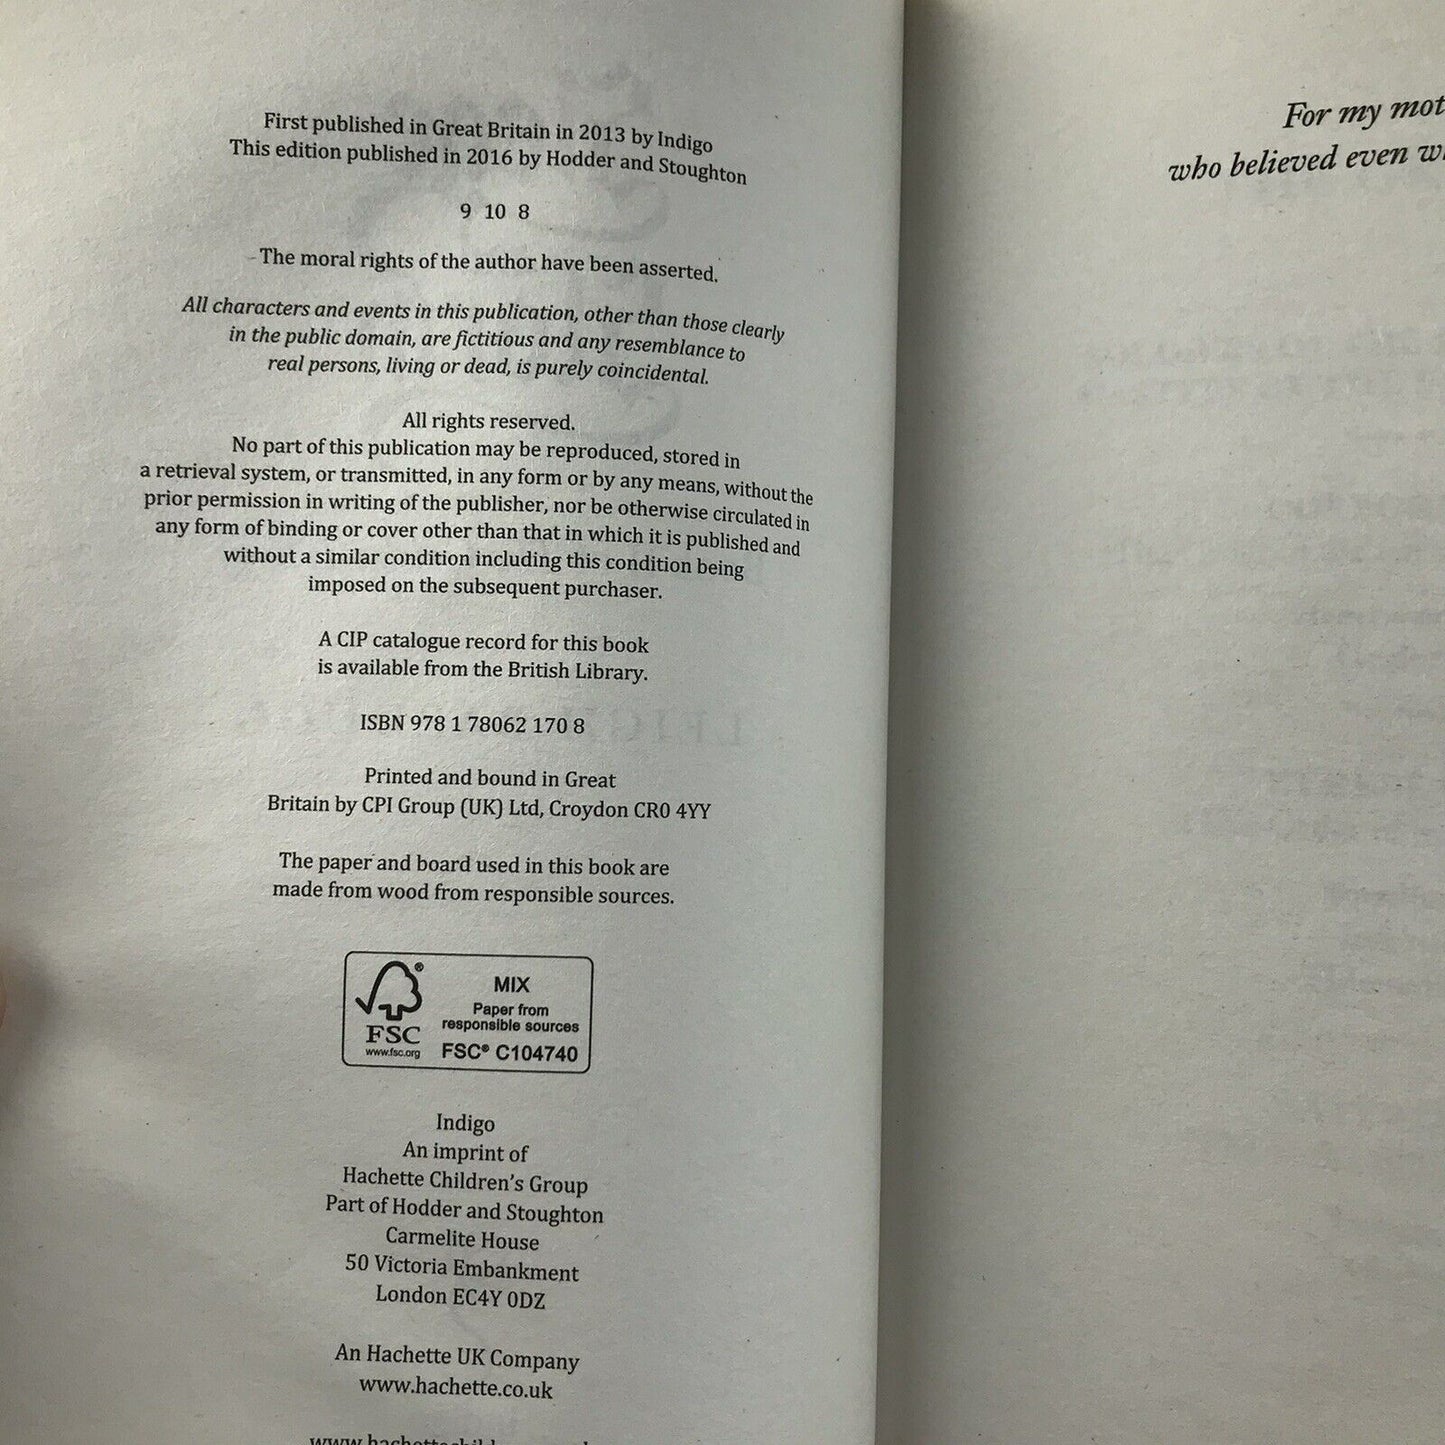 First published in Great Britain in 2013 by Indigo
This edition published in 2016 by Hodder and Stoughton
9 10 8
The moral rights of the author have been asserted.
All characters and events in this publication, other than those clearly
in the public domain, are fictitious and any resemblance to
real persons, living or dead, is purely coincidental.
All rights reserved.
No part of this publication may be reproduced, stored in
a retrieval system, or transmitted, in any form or by any means, without the
prior permission in writing of the publisher, nor be otherwise circulated in
any form of binding or cover other than that in which it is published and
without a similar condition including this condition being
imposed on the subsequent purchaser.
A CIP catalogue record for this book
is available from the British Library.
ISBN 978 1 78062 170 8
Printed and bound in Great
Britain by CPI Group (UK) Ltd, Croydon CR0 4YY
The paper and board used in this book are
made from wood from responsible sources.
FSC
www.fsc.org
MIX
Paper from
responsible sources
FSC® C104740
Indigo
An imprint of
Hachette Children's Group
Part of Hodder and Stoughton
Carmelite House
50 Victoria Embankment
London EC4Y 0DZ
An Hachette UK Company
www.hachette.co.uk
For my mot
who believed even